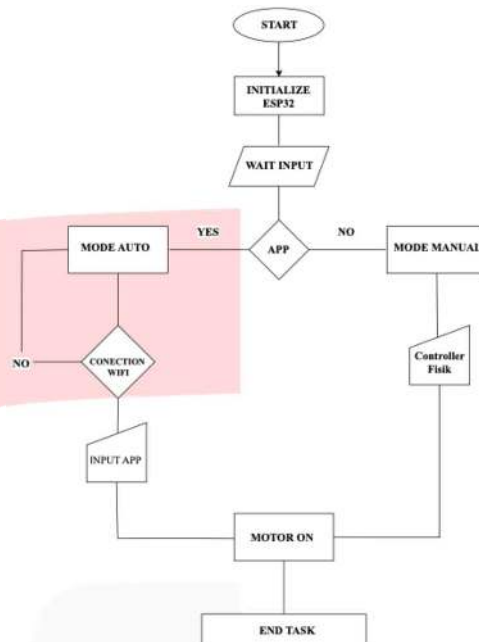 START
INITIALIZE
ESP32
WAIT INPUT
YES
APP
NO
MODE AUTO
MODE MANUAL
NO
CONECTION
WIFI
Controller
Fisik
INPUT APP
MOTOR ON
END TASK